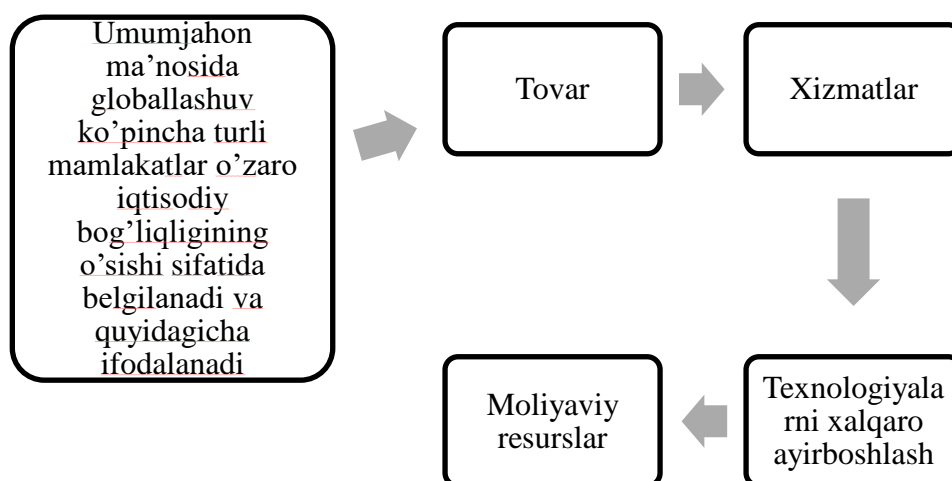 Umumjahon
ma’nosida
globallashuv
ko’pincha turli
mamlakatlar o’zaro
iqtisodiy
bog’liqligining
o’sishi sifatida
belgilanadi va
quyidagicha
ifodalanadi
Tovar
Xizmatlar
Texnologiyala
rni xalqaro
ayirboshlash
Moliyaviy
resurslar